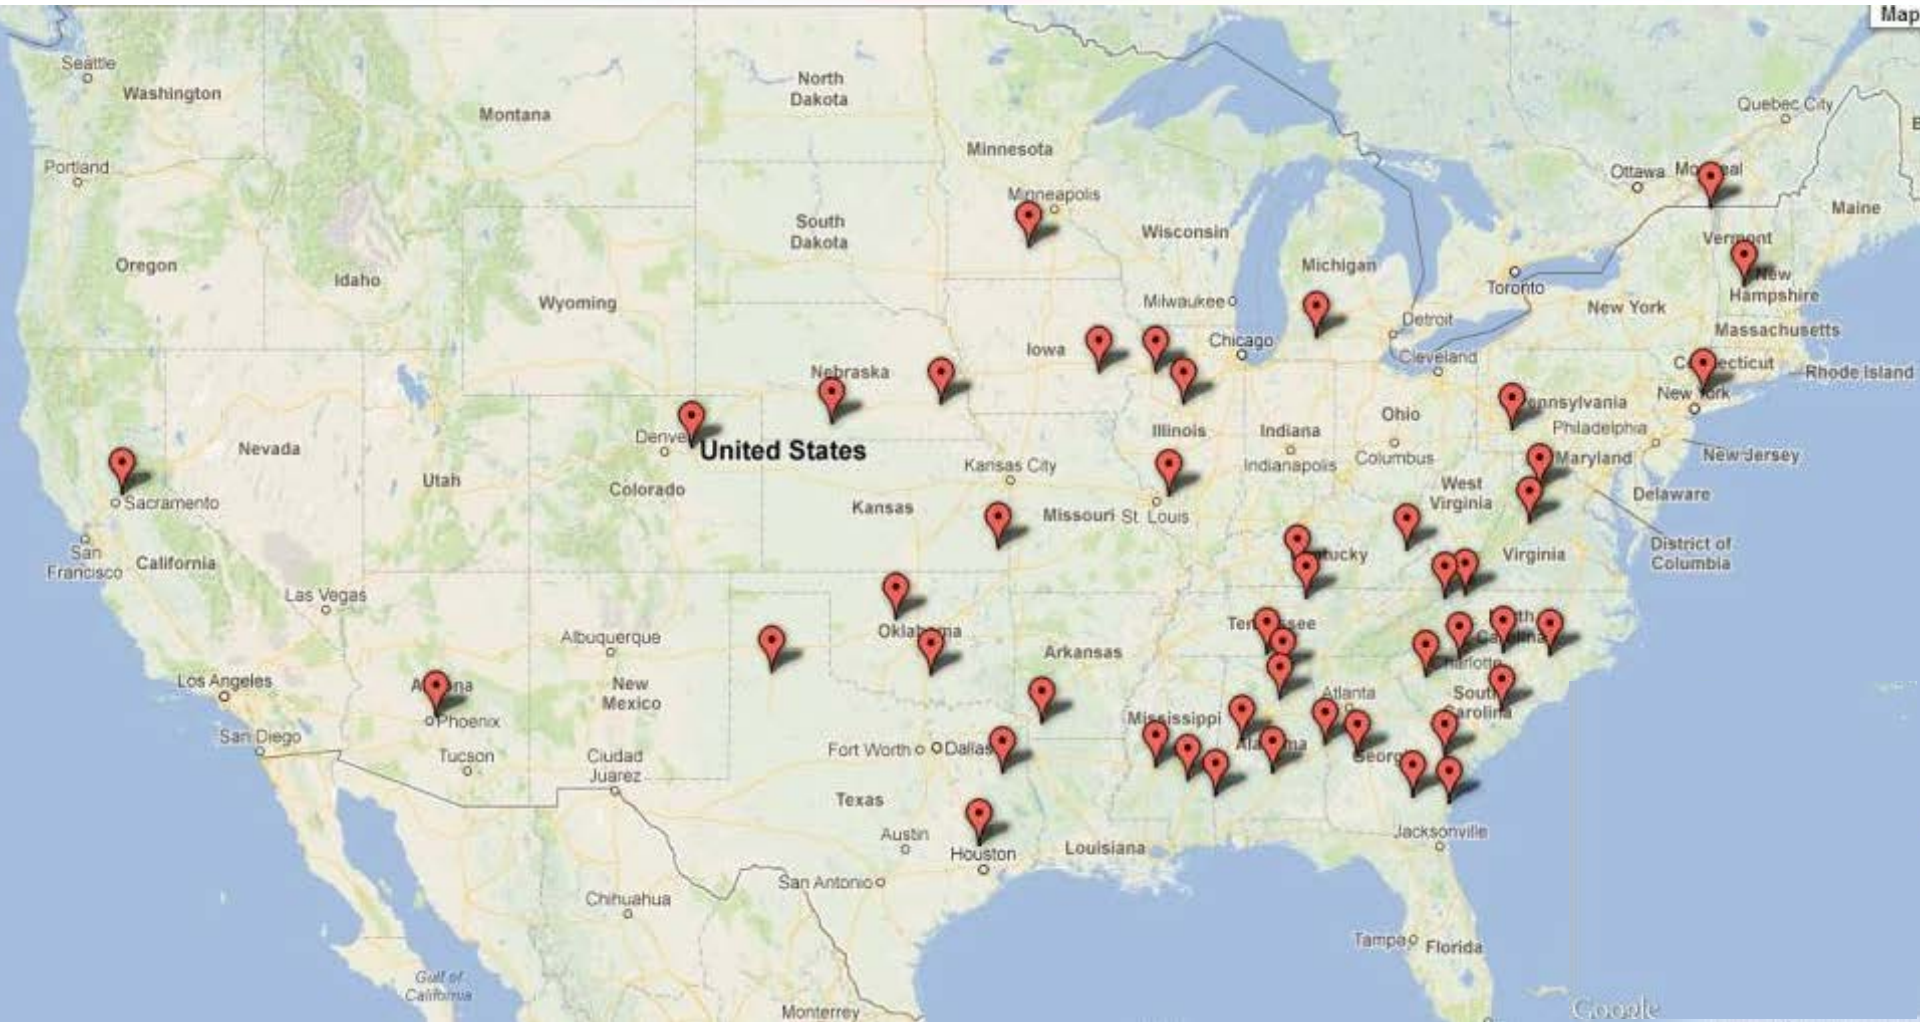 Map
Seattle
Washington
Montana
North
Dakota
Quebec City
Minnesota
Ottawa
Portland
Minneapolis
South
Dakota
Wisconsin
Maine
Vermont
Oregon
Idaho
Michigan
New
Hampshire
Wyoming
Milwaukee
Toronto
New York
Detroit
Massachusetts
Iowa
Chicago
Cleveland
Nebraska
Rhode Island
New York
Ohio
Philadelphia
Illinois
Indiana
United States
Nevada
Utah
Colorado
Kansas City
Indianapolis
Columbus
Maryland
New Jersey
West
Virginia
Delaware
Sacramento
Kansas
Missouri
St. Louis
San
Francisco
California
Virginia
District of
Columbia
Las Vegas
Albuquerque
Arkansas
Los Angeles
New
Mexico
Atlanta
Phoenix
Mississippi
San Diego
Tucson
Ciudad
Juarez
Fort Worth
Dallas
Texas
Austin
Houston
Louisiana
Jacksonville
San Antonio
Chihuahua
Tampa
Florida
Gulf of
California
Monterrey
Google